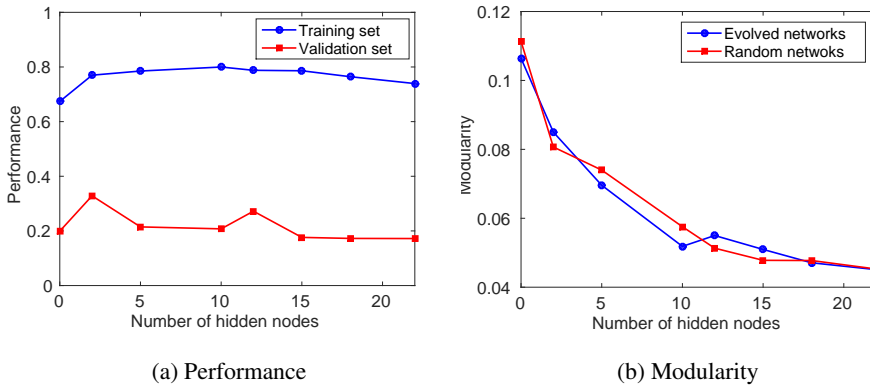 1
0.8
0.6
0.4
0.2
0
0
5
10
15
20
Performance
Number of hidden nodes
Training set
Validation set
(a) Performance
0.12
0.1
0.08
0.06
0.04
0
5
10
15
20
Modularity
Number of hidden nodes
Evolved networks
Random netwoks
(b) Modularity